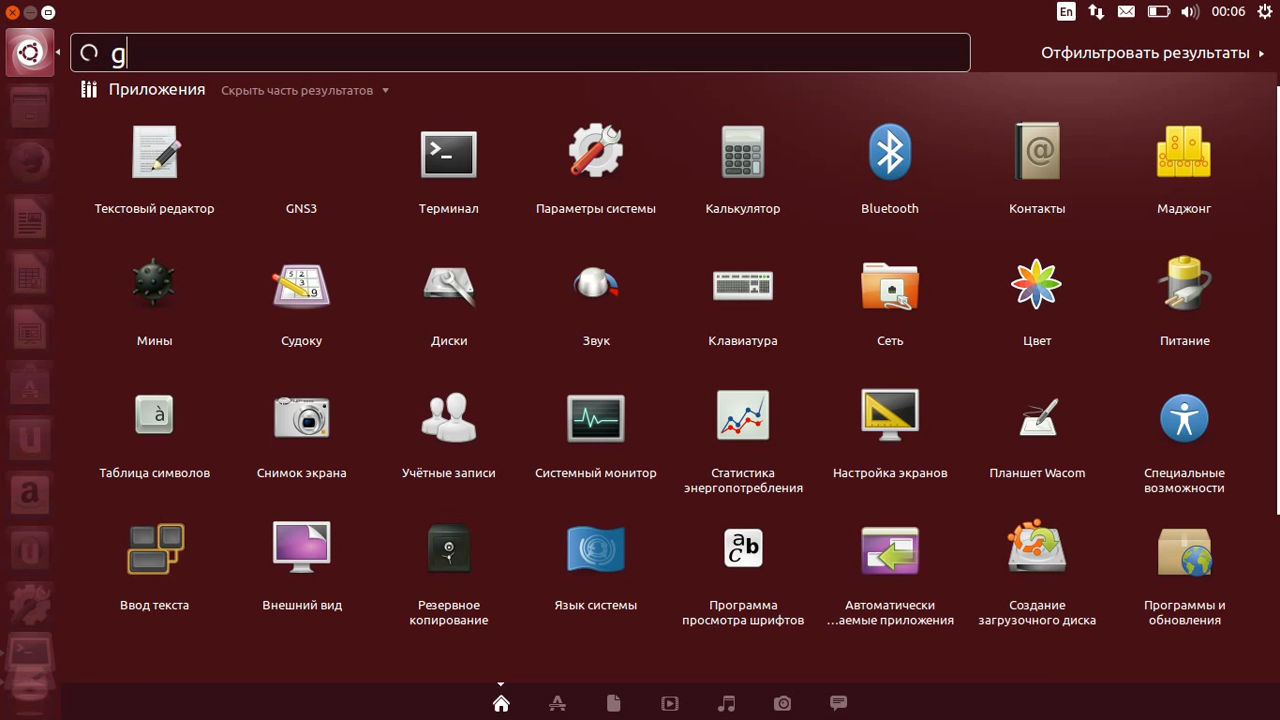 En
00:06
g
Отфильтровать результаты
Приложения
Скрыть часть результатов
Текстовый редактор
GNS3
Терминал
Параметры системы
Калькулятор
Bluetooth
Контакты
Маджонг
Мины
Судоку
Диски
Звук
Клавиатура
Сеть
Цвет
Питание
Таблица символов
Снимок экрана
Учётные записи
Системный монитор
Статистика
энергопотребления
Настройка экранов
Планшет Wacom
Специальные
возможности
Ввод текста
Внешний вид
Резервное
копирование
Язык системы
Программа
просмотра шрифтов
Автоматически
…аемые приложения
Создание
загрузочного диска
Программы и
обновления